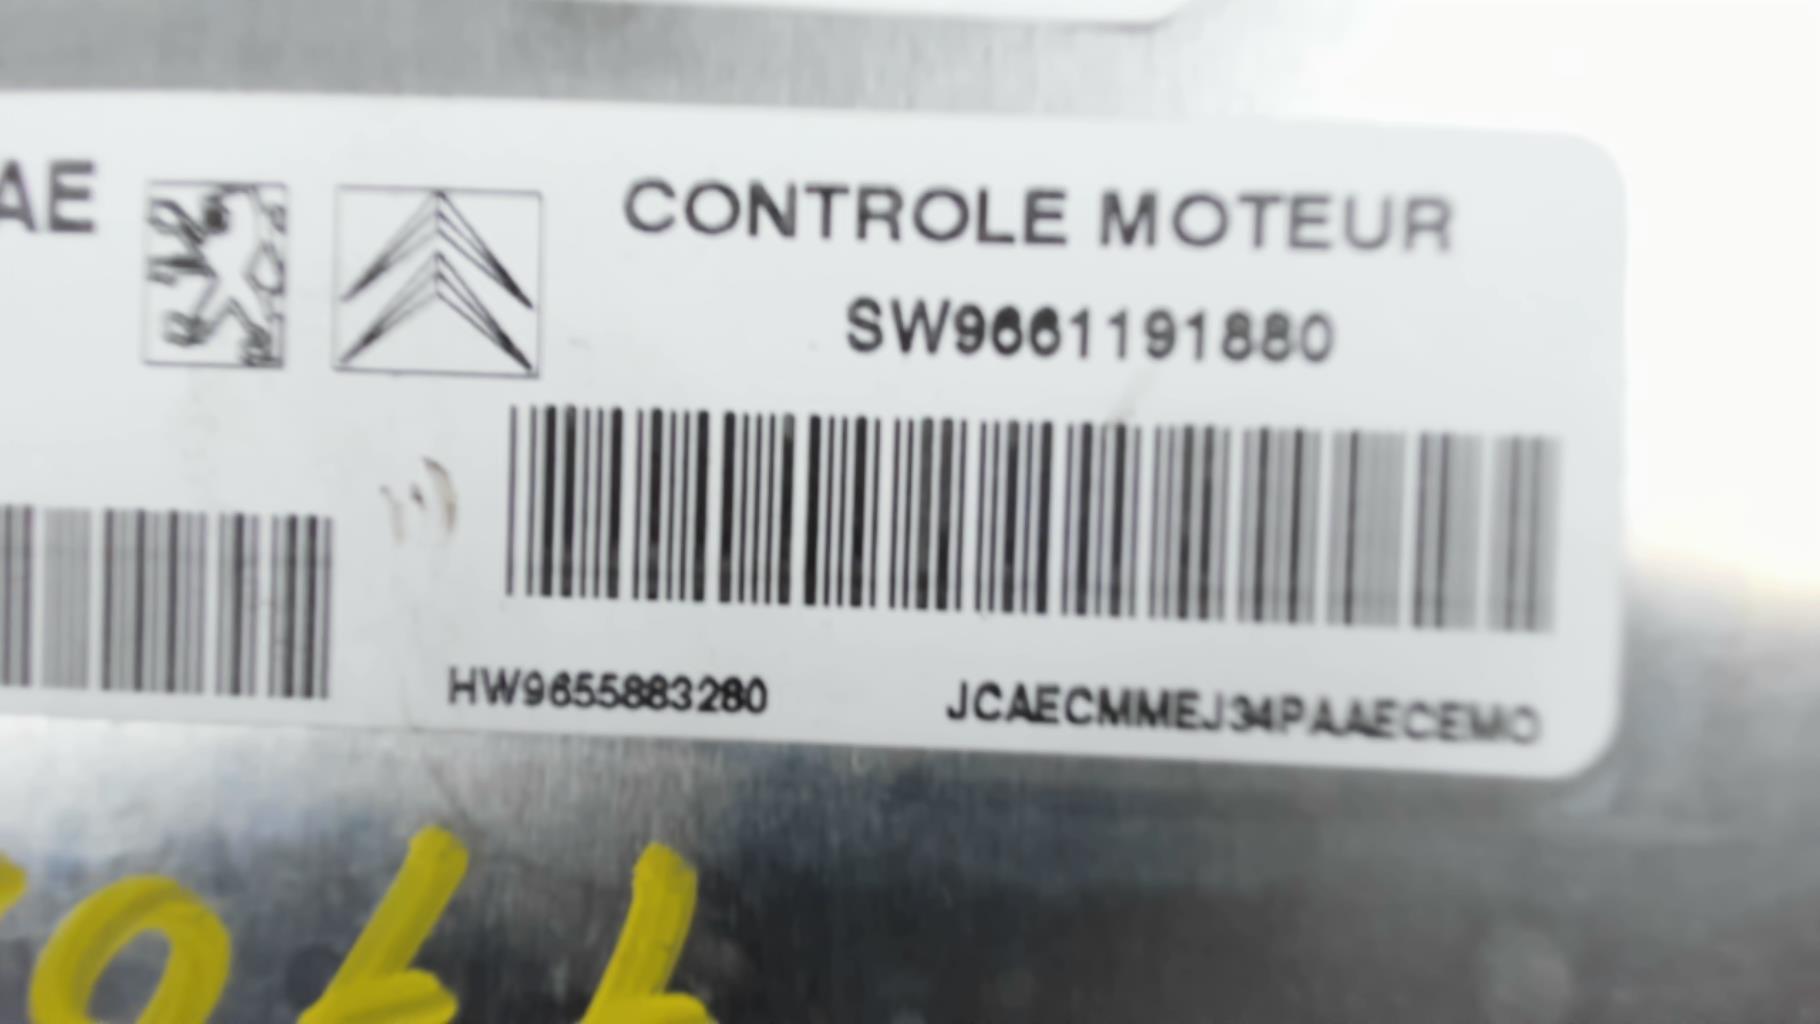 AE
CONTROLE MOTEUR
SW9661191880
HW9655883280
JCAECMMEJ34PAAECEMO